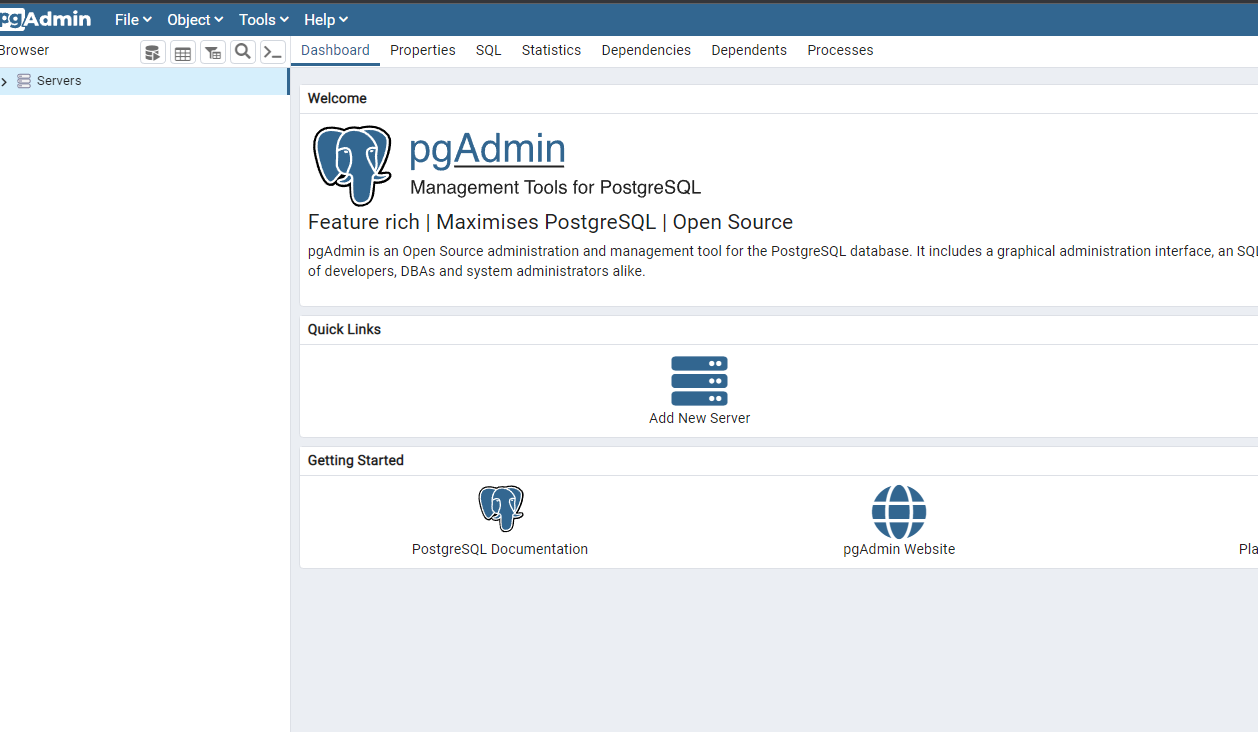 pgAdmin File Object Tools Help
Browser
Dashboard Properties SQL Statistics Dependencies Dependents Processes
Servers
Welcome
pgAdmin
Management Tools for PostgreSQL
Feature rich | Maximises PostgreSQL | Open Source
pgAdmin is an Open Source administration and management tool for the PostgreSQL database. It includes a graphical administration interface, an SQL
of developers, DBAs and system administrators alike.
Quick Links
Add New Server
Getting Started
PostgreSQL Documentation pgAdmin Website Pla